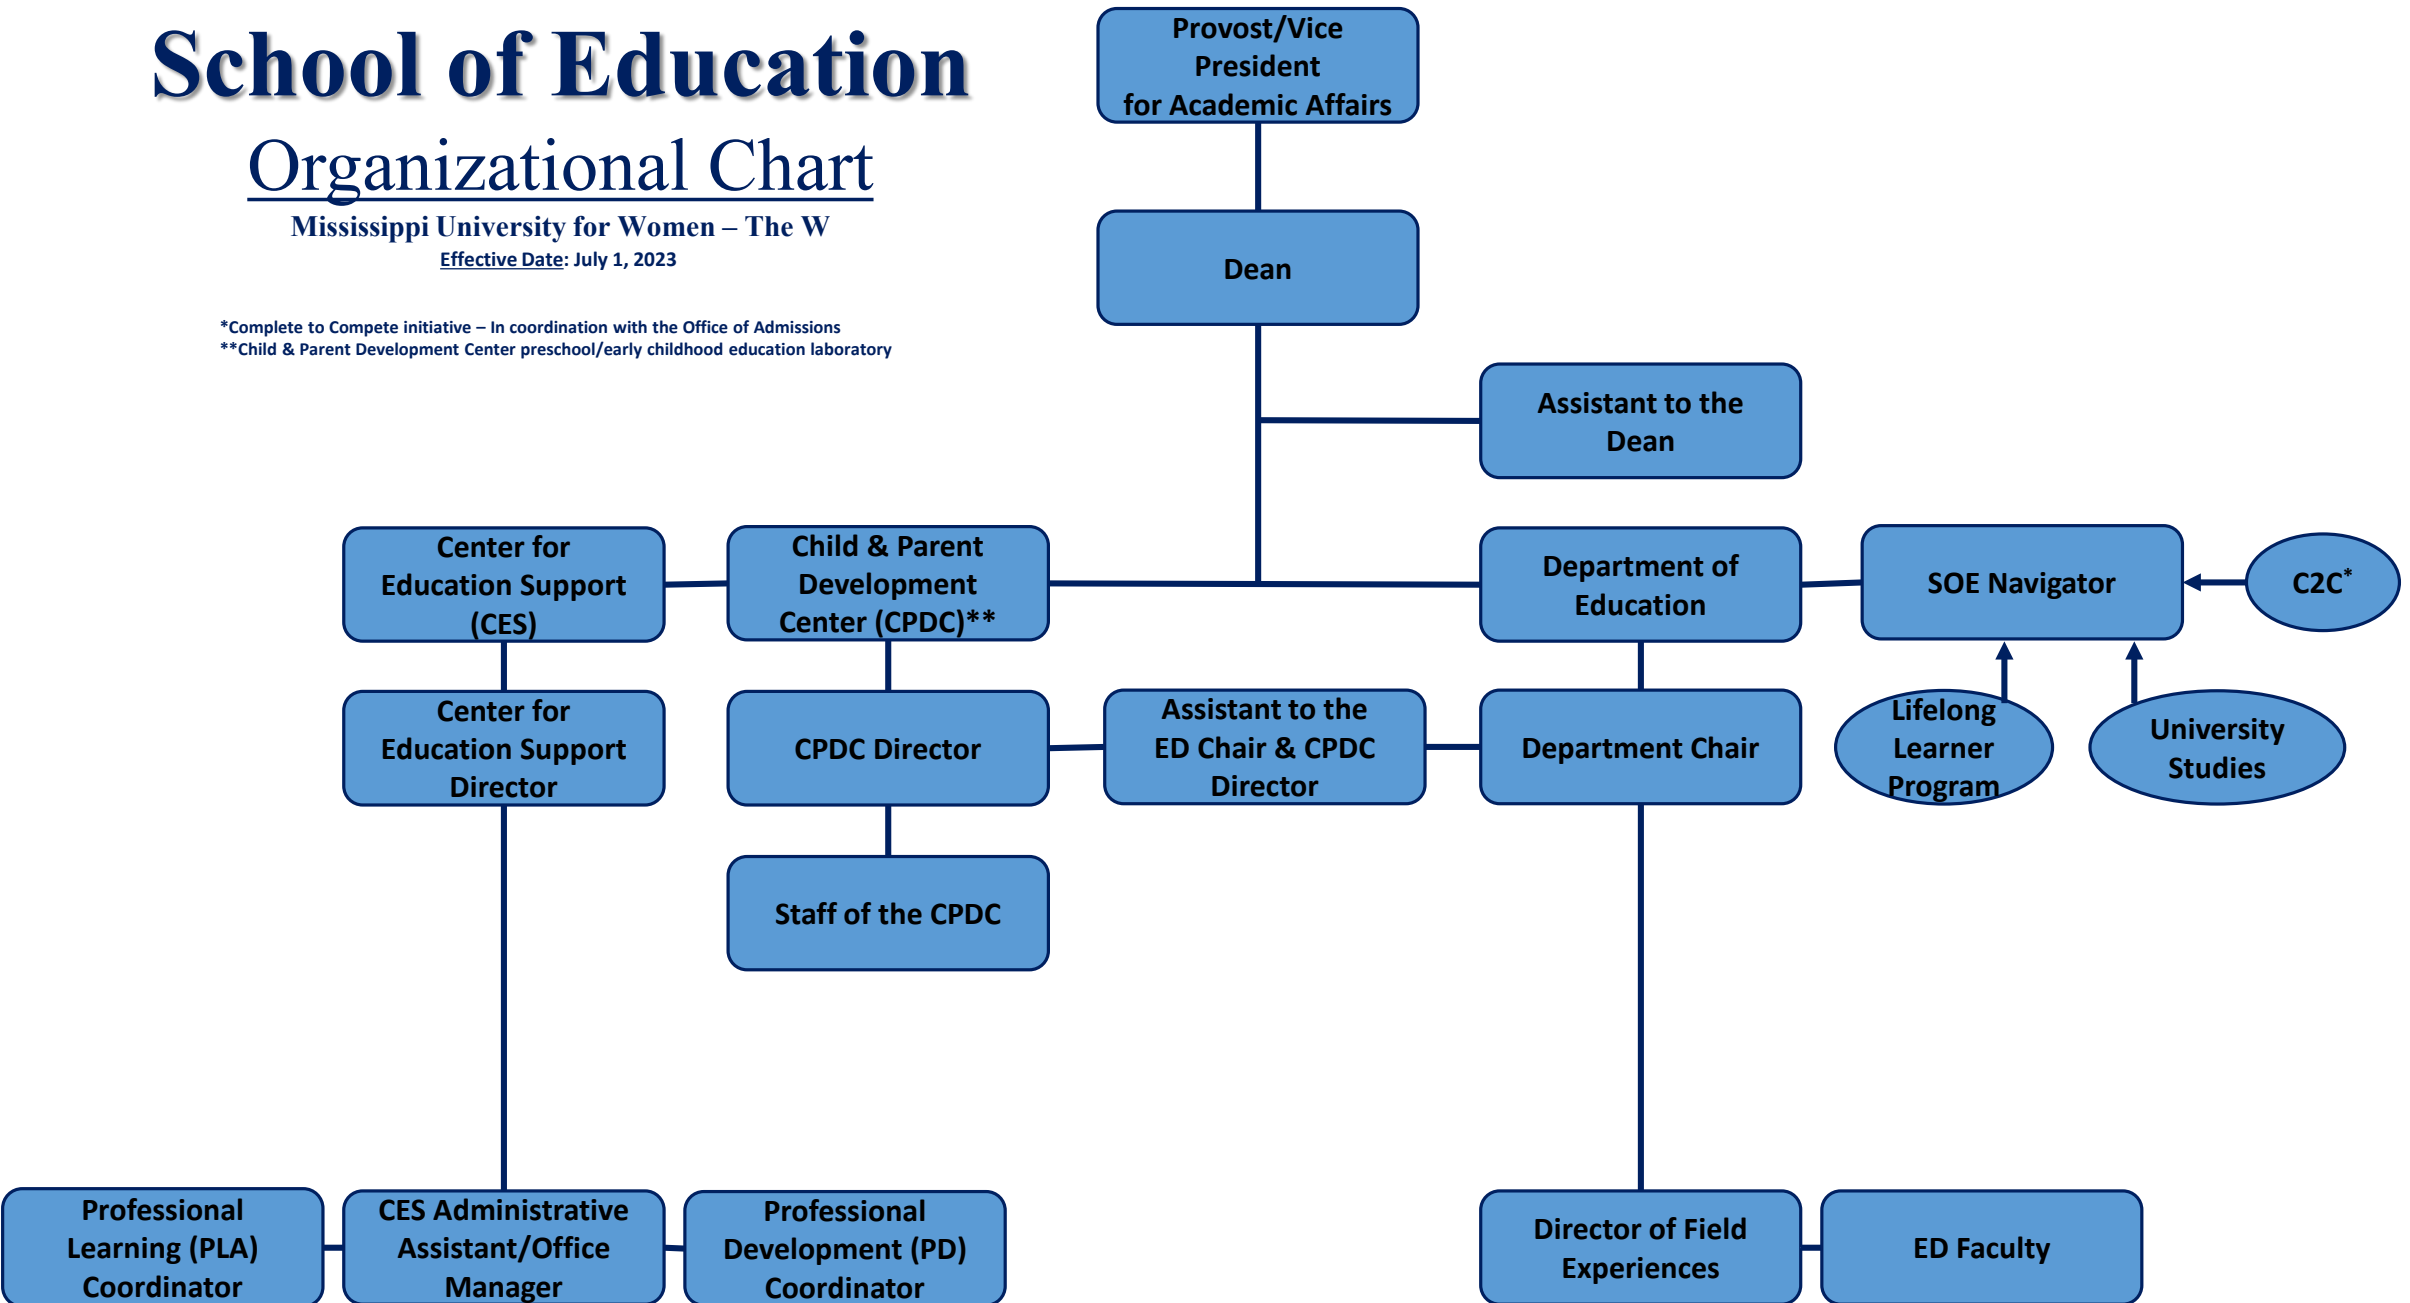 School of Education
Organizational Chart
Mississippi University for Women – The W
Effective Date: July 1, 2023
*Complete to Compete initiative – In coordination with the Office of Admissions
**Child & Parent Development Center preschool/early childhood education laboratory
Provost/Vice
President
for Academic Affairs
Dean
Assistant to the
Dean
Center for
Education Support
(CES)
Child & Parent
Development
Center (CPDC)**
Department of
Education
SOE Navigator
C2C*
Center for
Education Support
Director
CPDC Director
Assistant to the
ED Chair & CPDC
Director
Department Chair
Lifelong
Learner
Program
University
Studies
Staff of the CPDC
Professional
Learning (PLA)
Coordinator
CES Administrative
Assistant/Office
Manager
Professional
Development (PD)
Coordinator
Director of Field
Experiences
ED Faculty